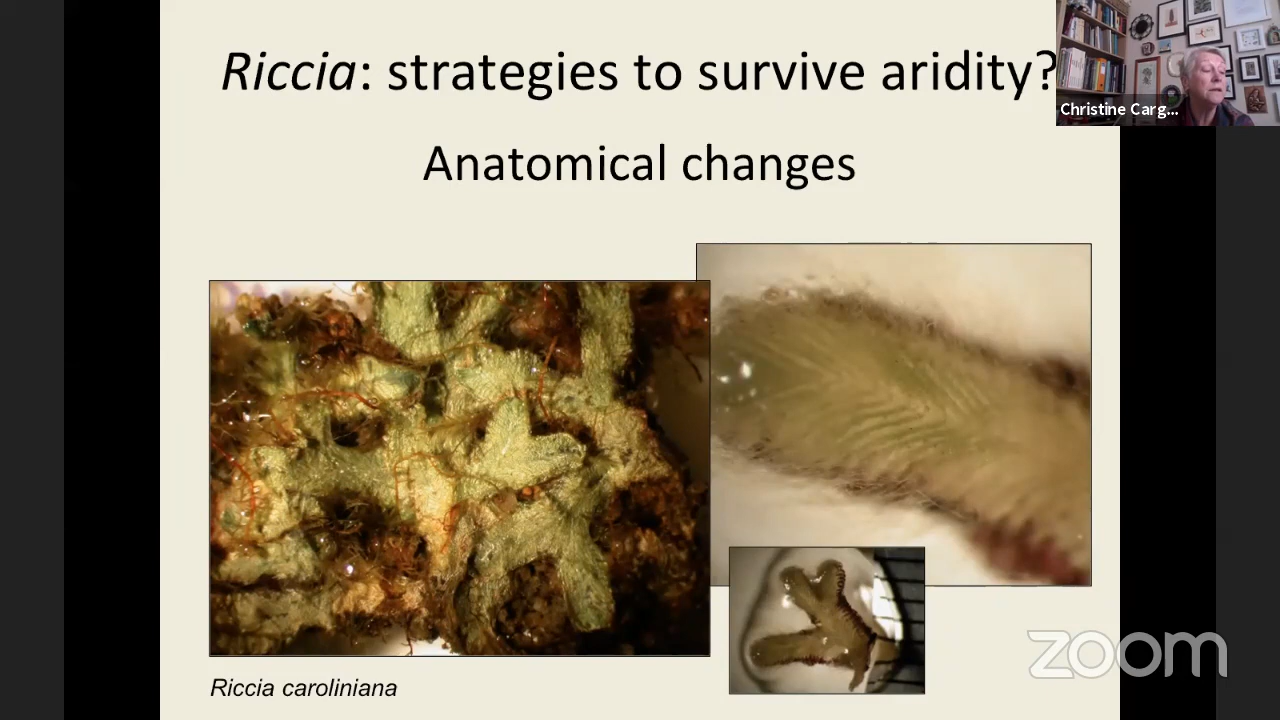 Riccia: strategies to survive aridity?
Christine Carg...
Anatomical changes
Riccia caroliniana
zoom